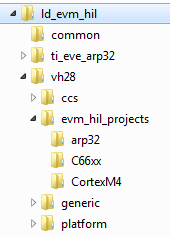 ld_evm_hil
common
ti_eve_arp32
vh28
ccs
evm_hil_projects
arp32
C66xx
CortexM4
generic
platform